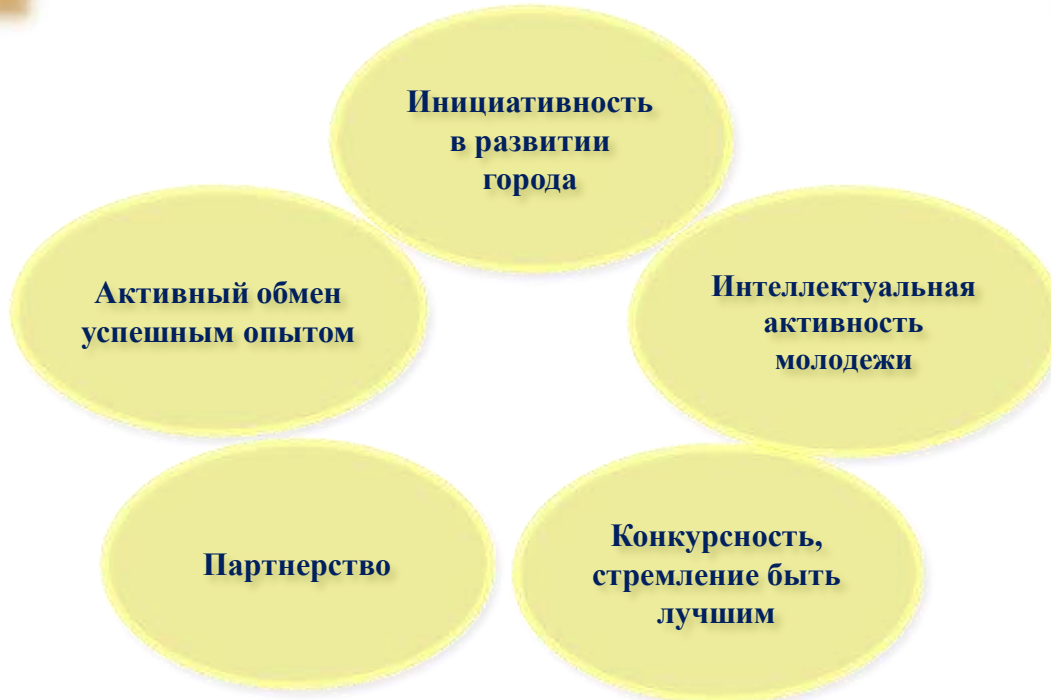 Инициативность
в развитии
города
Активный обмен
успешным опытом
Интеллектуальная
активность
молодежи
Партнерство
Конкурсность,
стремление быть
лучшим